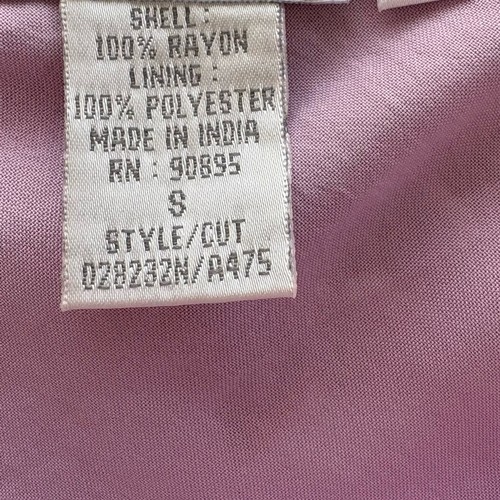 SHELL:
100% RAYON
LINING:
100% POLYESTER
MADE IN INDIA
RN: 90895
S
STYLE/CUT
028232N/A475